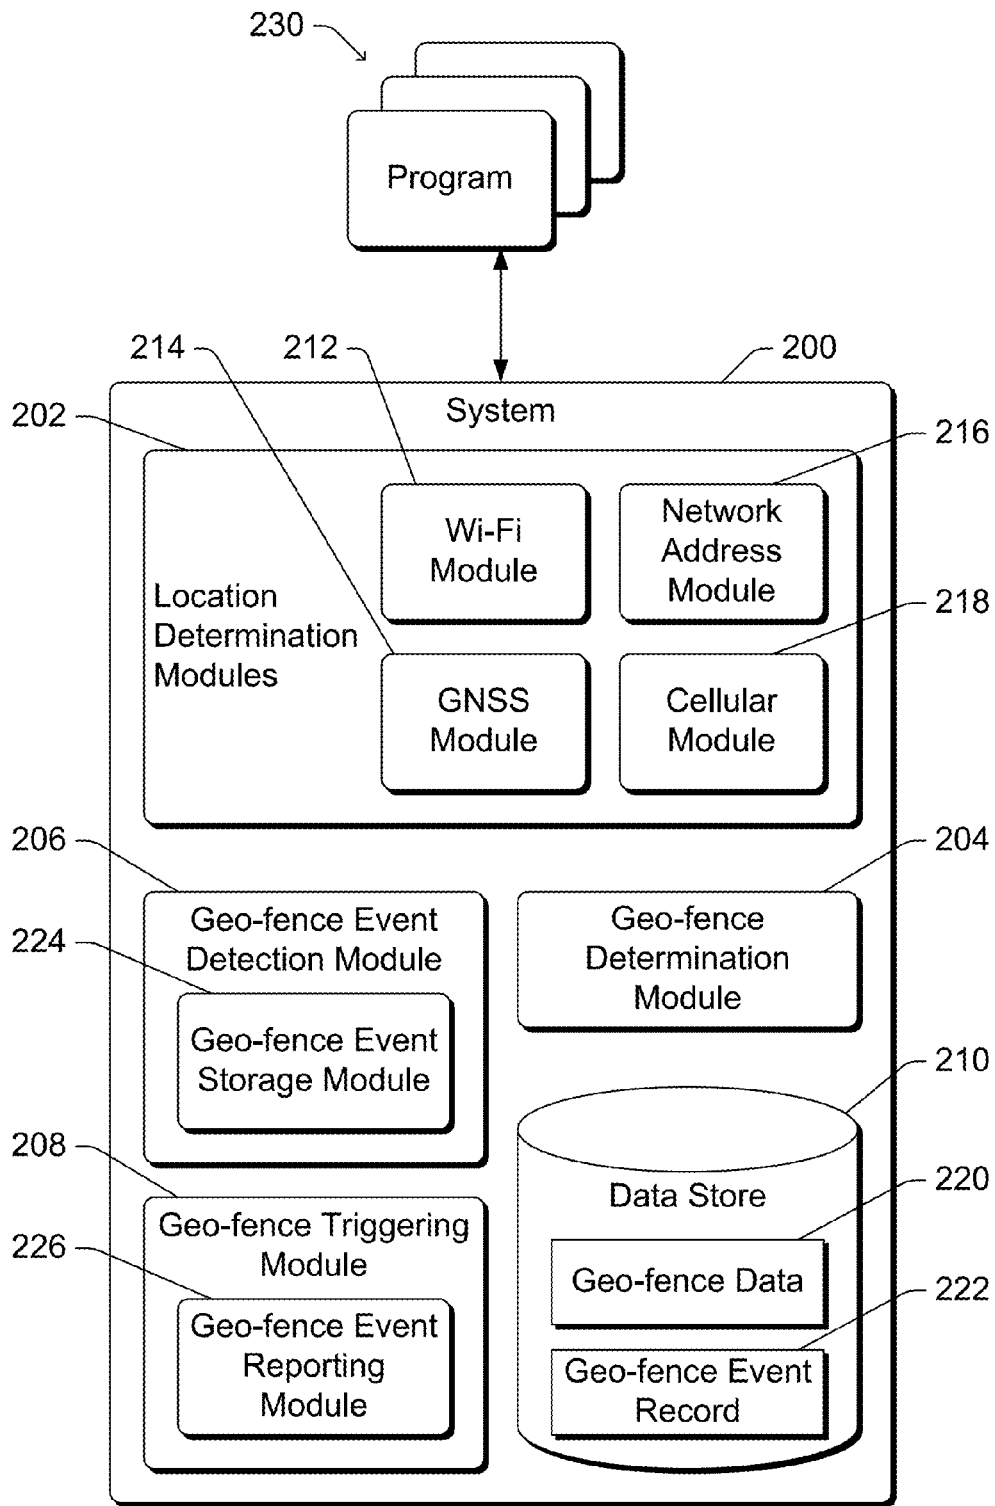 230
Program
214
212
200
System
202
216
Wi-Fi
Module
Network
Address
Module
Location
Determination
Modules
218
GNSS
Module
Cellular
Module
206
204
Geo-fence Event
Detection Module
224
Geo-fence
Determination
Module
Geo-fence Event
Storage Module
210
208
Data Store
220
Geo-fence Triggering
Module
226
Geo-fence Data
222
Geo-fence Event
Reporting
Module
Geo-fence Event
Record